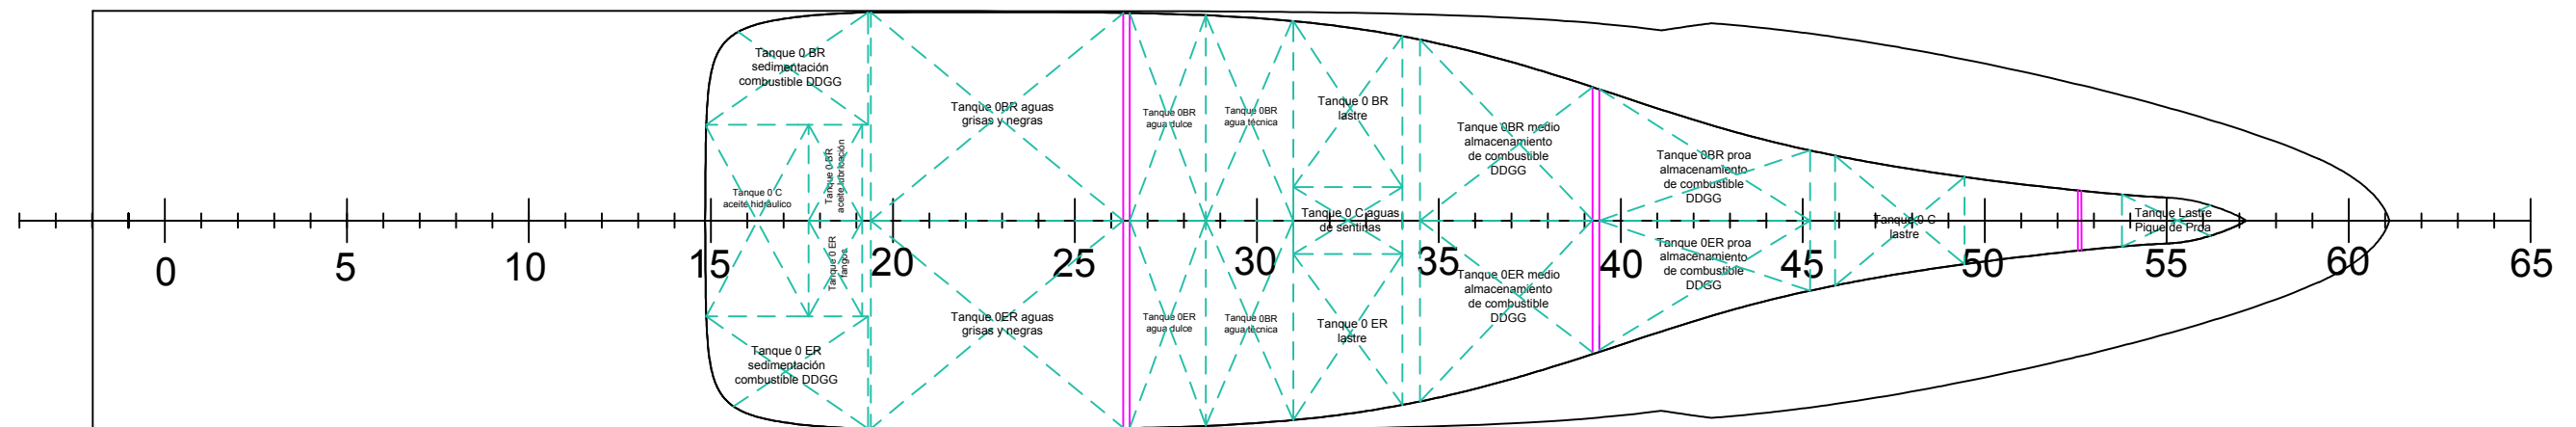 Tanque 0 BR
sedimentación
combustible DDGG
Tanque 0 C
aceite hidráulico
Tanque 0 BR
aceite lubricación
Tanque 0 ER
fangos
Tanque 0 ER
sedimentación
combustible DDGG
Tanque 0BR aguas
grisas y negras
Tanque 0ER aguas
grisas y negras
Tanque 0BR
agua dulce
Tanque 0ER
agua dulce
Tanque 0BR
agua técnica
Tanque 0BR
agua técnica
Tanque 0 BR
lastre
Tanque 0 C aguas
de sentinas
Tanque 0 ER
lastre
Tanque 0BR medio
almacenamiento
de combustible
DDGG
Tanque 0ER medio
almacenamiento
de combustible
DDGG
Tanque 0BR proa
almacenamiento
de combustible
DDGG
Tanque 0ER proa
almacenamiento
de combustible
DDGG
Tanque 0 C
lastre
Tanque Lastre
Pique de Proa
0 5 10 15 20 25 30 35 40 45 50 55 60 65